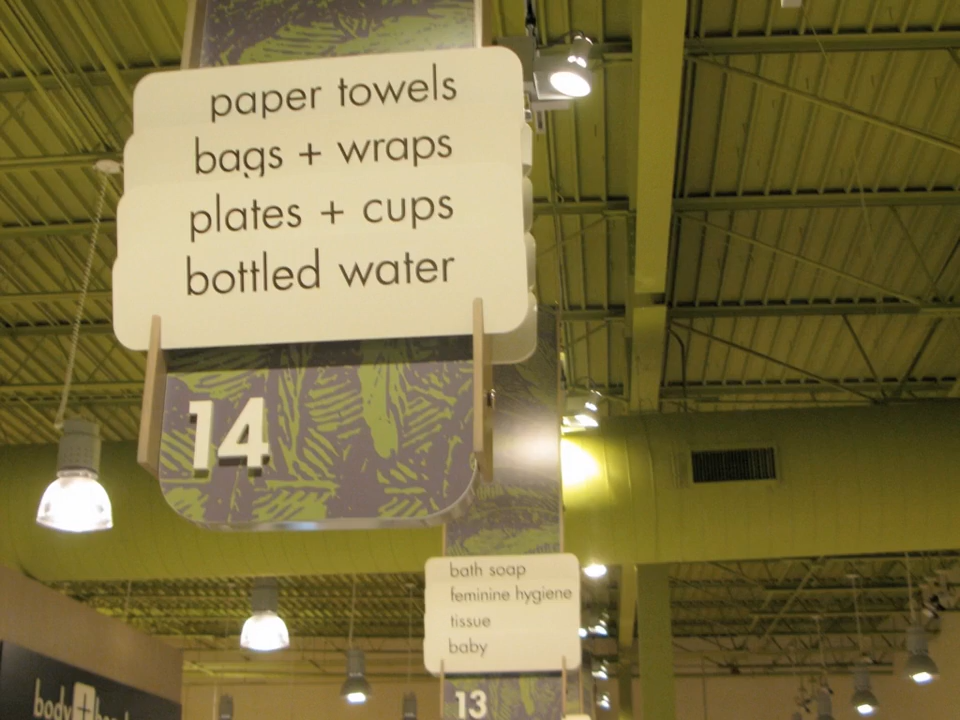 paper towels
bags + wraps
plates + cups
bottled water
14
bath soap
feminine hygiene
tissue
baby
13
body